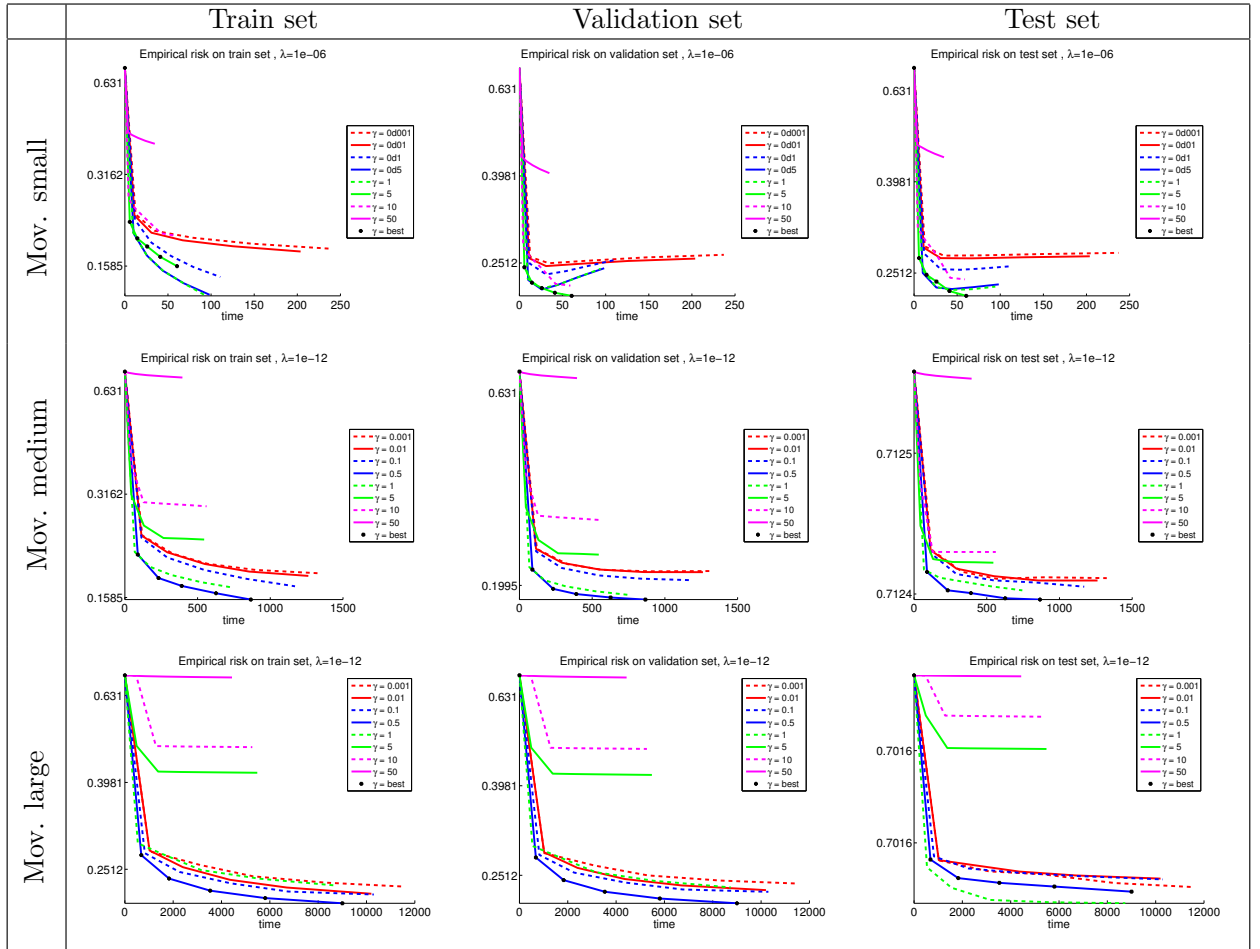 Train set Validation set Test set
Mov. small
Empirical risk on train set , λ=1e−06
0.631
0.3162
0.1585
0 50 100 150 200 250
time
γ = 0d001
γ = 0d01
γ = 0d1
γ = 0d5
γ = 1
γ = 5
γ = 10
γ = 50
γ = best
Empirical risk on validation set , λ=1e−06
0.631
0.3981
0.2512
0 50 100 150 200 250
time
γ = 0d001
γ = 0d01
γ = 0d1
γ = 0d5
γ = 1
γ = 5
γ = 10
γ = 50
γ = best
Empirical risk on test set , λ=1e−06
0.631
0.3981
0.2512
0 50 100 150 200 250
time
γ = 0d001
γ = 0d01
γ = 0d1
γ = 0d5
γ = 1
γ = 5
γ = 10
γ = 50
γ = best
Mov. medium
Empirical risk on train set , λ=1e−12
0.631
0.3162
0.1585
0 500 1000 1500
time
γ = 0.001
γ = 0.01
γ = 0.1
γ = 0.5
γ = 1
γ = 5
γ = 10
γ = 50
γ = best
Empirical risk on validation set , λ=1e−12
0.631
0.1995
0 500 1000 1500
time
γ = 0.001
γ = 0.01
γ = 0.1
γ = 0.5
γ = 1
γ = 5
γ = 10
γ = 50
γ = best
Empirical risk on test set , λ=1e−12
0.71125
0.7124
0 500 1000 1500
time
γ = 0.001
γ = 0.01
γ = 0.1
γ = 0.5
γ = 1
γ = 5
γ = 10
γ = 50
γ = best
Mov. large
Empirical risk on train set, λ=1e−12
0.631
0.3981
0.2512
0 2000 4000 6000 8000 10000 12000
time
γ = 0.001
γ = 0.01
γ = 0.1
γ = 0.5
γ = 1
γ = 5
γ = 10
γ = 50
γ = best
Empirical risk on validation set, λ=1e−12
0.631
0.3981
0.2512
0 2000 4000 6000 8000 10000 12000
time
γ = 0.001
γ = 0.01
γ = 0.1
γ = 0.5
γ = 1
γ = 5
γ = 10
γ = 50
γ = best
Empirical risk on test set, λ=1e−12
0.7016
0.7016
0 2000 4000 6000 8000 10000 12000
time
γ = 0.001
γ = 0.01
γ = 0.1
γ = 0.5
γ = 1
γ = 5
γ = 10
γ = 50
γ = best